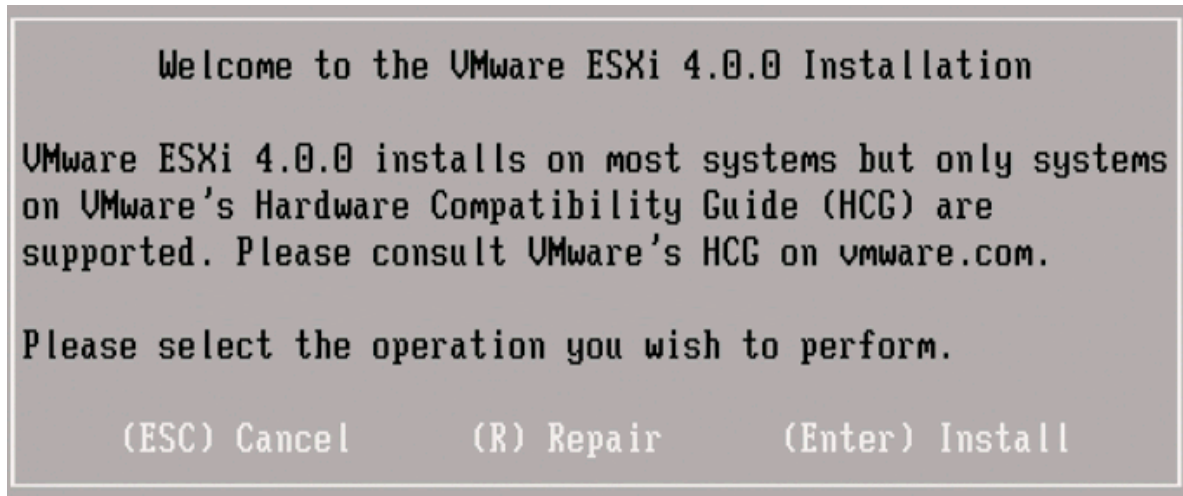 Welcome to the VMware ESXi 4.0.0 Installation
VMware ESXi 4.0.0 installs on most systems but only systems
on VMware's Hardware Compatibility Guide (HCG) are
supported. Please consult VMware's HCG on vmware.com.
Please select the operation you wish to perform.
(ESC) Cancel (R) Repair (Enter) Install